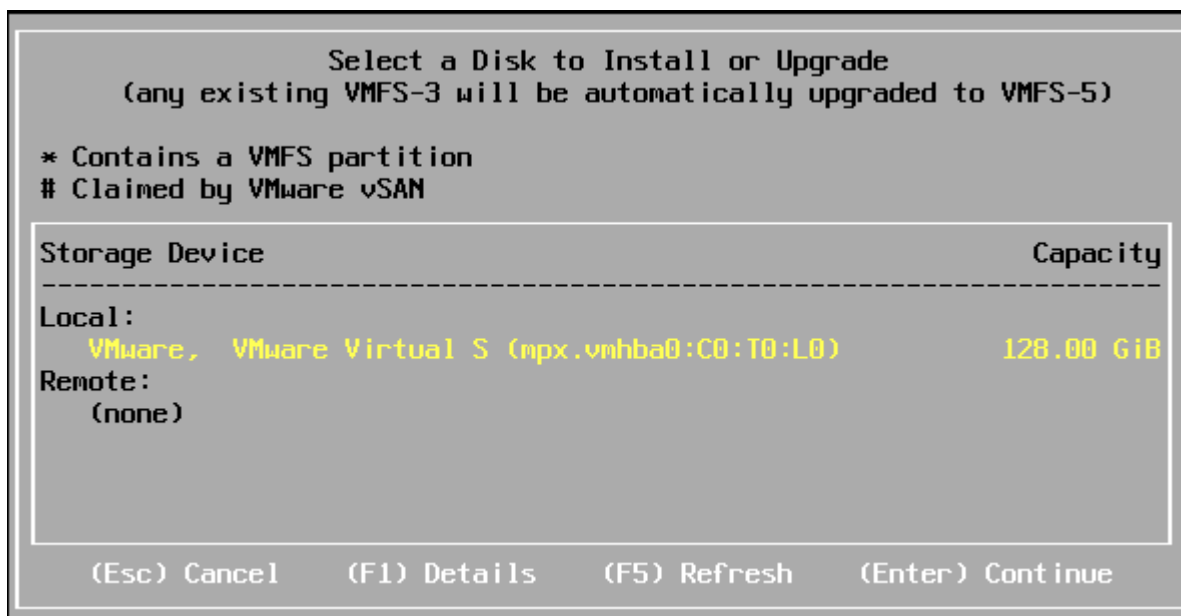 Select a Disk to Install or Upgrade
(any existing VMFS-3 will be automatically upgraded to VMFS-5)
* Contains a VMFS partition
# Claimed by VMware vSAN
Storage Device Capacity
----------------------------------------------------------------------
Local:
VMware, VMware Virtual S (mpx.vmhba0:C0:T0:L0) 128.00 GiB
Remote:
(none)
(Esc) Cancel (F1) Details (F5) Refresh (Enter) Continue